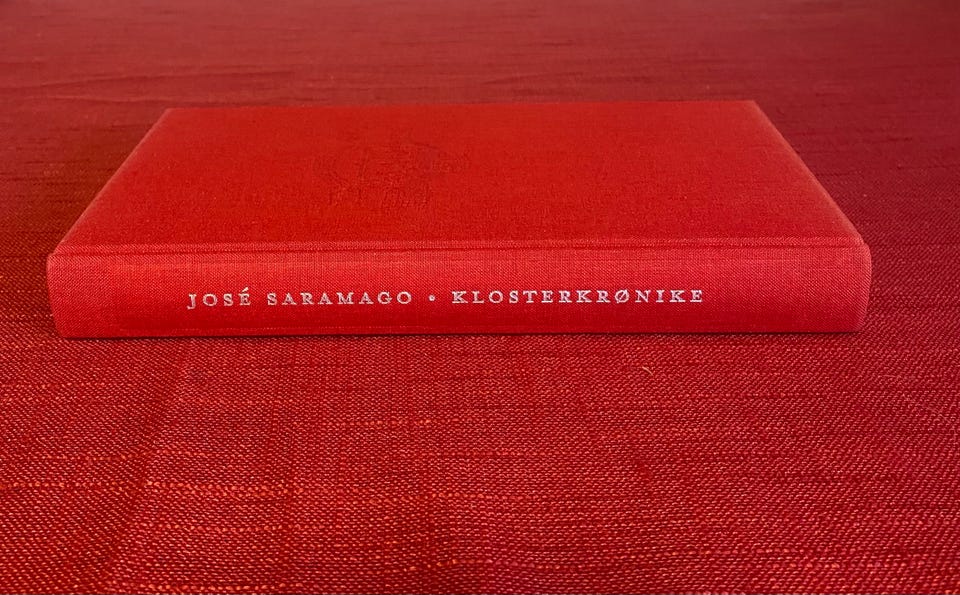 JOSÉ SARAMAGO • KLOSTERKRØNIKE